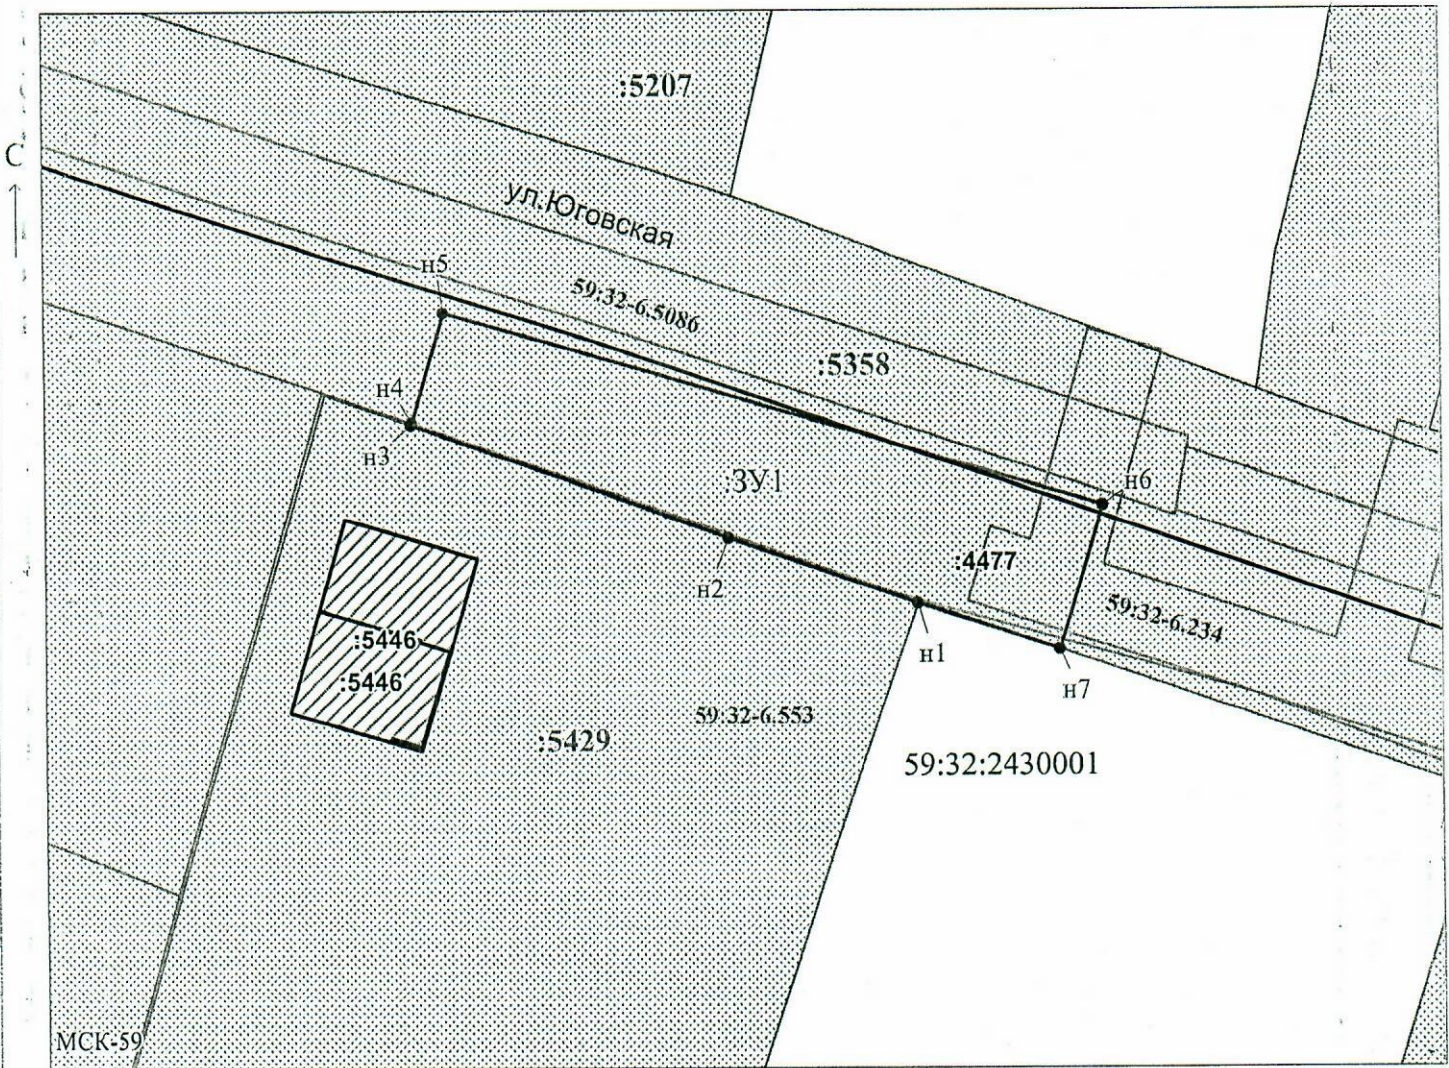 :5207
С
ул.Юговская
н5
59:32-6.5086
:5358
н4
н3
:ЗУ1
н6
н2
:4477
59:32-6.234
:5446
н1
:5446
н7
59:32-6.553
:5429
59:32:2430001
МСК-59